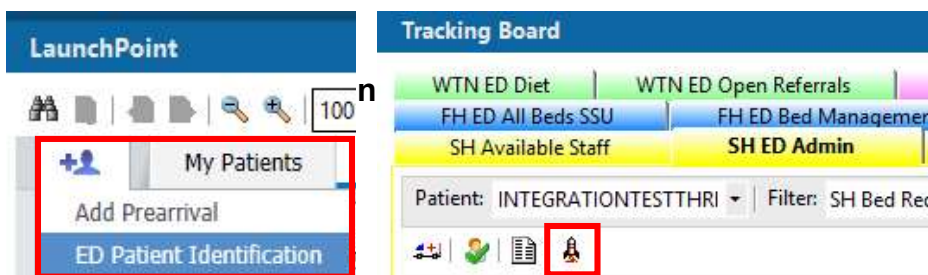 LaunchPoint
100
n
My Patients
Add Prearrival
ED Patient Identification
Tracking Board
WTN ED Diet
WTN ED Open Referrals
FH ED All Beds SSU
FH ED Bed Managemer
SH Available Staff
SH ED Admin
Patient: INTEGRATIONTESTTHRI
Filter: SH Bed Rec